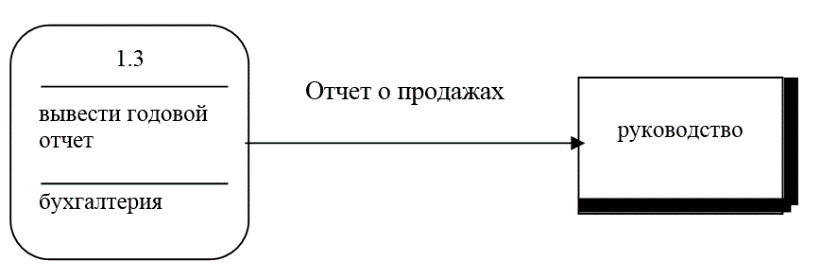 1.3
вывести годовой
отчет
бухгалтерия
Отчет о продажах
руководство